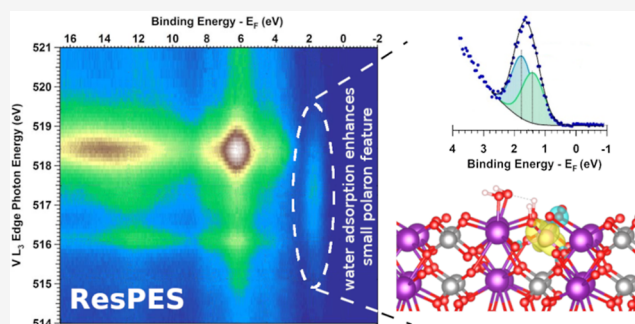 Binding Energy - E_F (eV)
16 14 12 10 8 6 4 2 0 -2
521
520
519
518
517
516
515
514
V L₃ Edge Photon Energy (eV)
ResPES
water adsorption enhances
small polaron feature
4 3 2 1 0 -1
Binding Energy - E_F (eV)